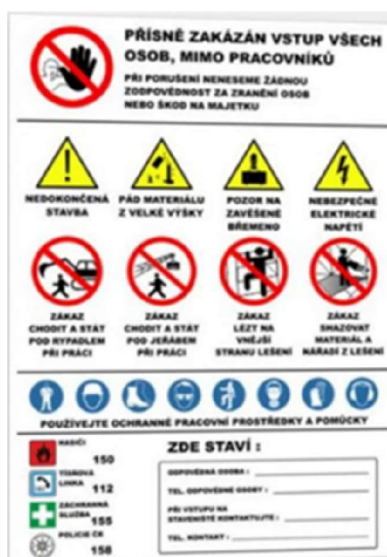 PŘÍSNĚ ZAKÁZÁN VSTUP VŠECH
OSOB, MIMO PRACOVNÍKŮ
PŘI PORUŠENÍ NENESEME ŽÁDNOU
ZODPOVĚDNOST ZA ZRANĚNÍ OSOB
NEBO ŠKOD NA MAJETKU
NEDOKONČENÁ
STAVBA
PÁD MATERIÁLU
Z VELKÉ VÝŠKY
POZOR NA
ZAVĚŠENÉ
BŘEMENO
NEBEZPEČNÉ
ELEKTRICKÉ
NAPĚTÍ
ZÁKAZ
CHODIT A STÁT
POD RYPADLEM
PŘI PRÁCI
ZÁKAZ
CHODIT A STÁT
POD JEŘÁBEM
PŘI PRÁCI
ZÁKAZ
LÉZT NA
VNĚJŠÍ
STRANU LEŠENÍ
ZÁKAZ
SHAZOVAT
MATERIÁL A
NÁŘADÍ Z LEŠENÍ
POUŽÍVEJTE OCHRANNÉ PRACOVNÍ PROSTŘEDKY A POMŮCKY
HASIČI
150
TÍSŇOVÁ
LINKA
112
ZÁCHRANNÁ
SLUŽBA
155
POLICIE ČR
158
ZDE STAVÍ :
ODPOVĚDNÁ OSOBA :
TEL. ODPOVĚDNÉ OSOBY :
PŘI VSTUPU NA
STAVENIŠTĚ KONTAKTUJTE :
TEL. KONTAKT :